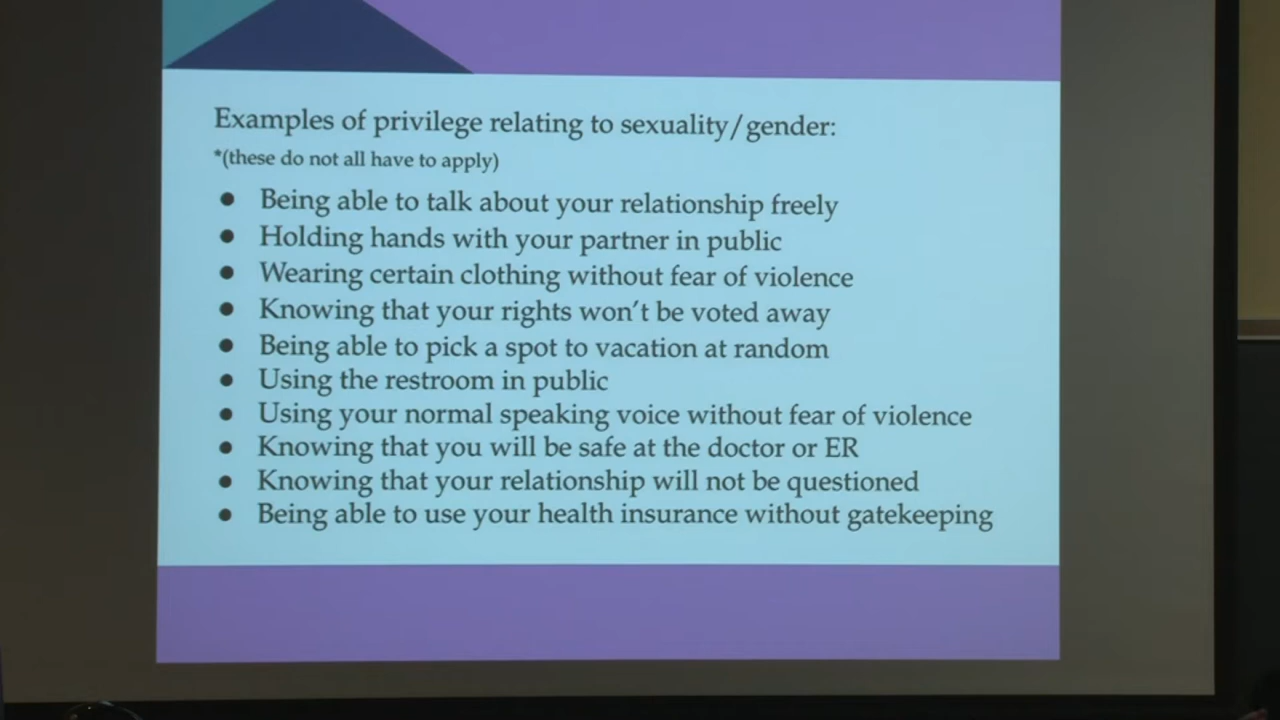 Examples of privilege relating to sexuality/gender:
*(these do not all have to apply)
● Being able to talk about your relationship freely
● Holding hands with your partner in public
● Wearing certain clothing without fear of violence
● Knowing that your rights won't be voted away
● Being able to pick a spot to vacation at random
● Using the restroom in public
● Using your normal speaking voice without fear of violence
● Knowing that you will be safe at the doctor or ER
● Knowing that your relationship will not be questioned
● Being able to use your health insurance without gatekeeping